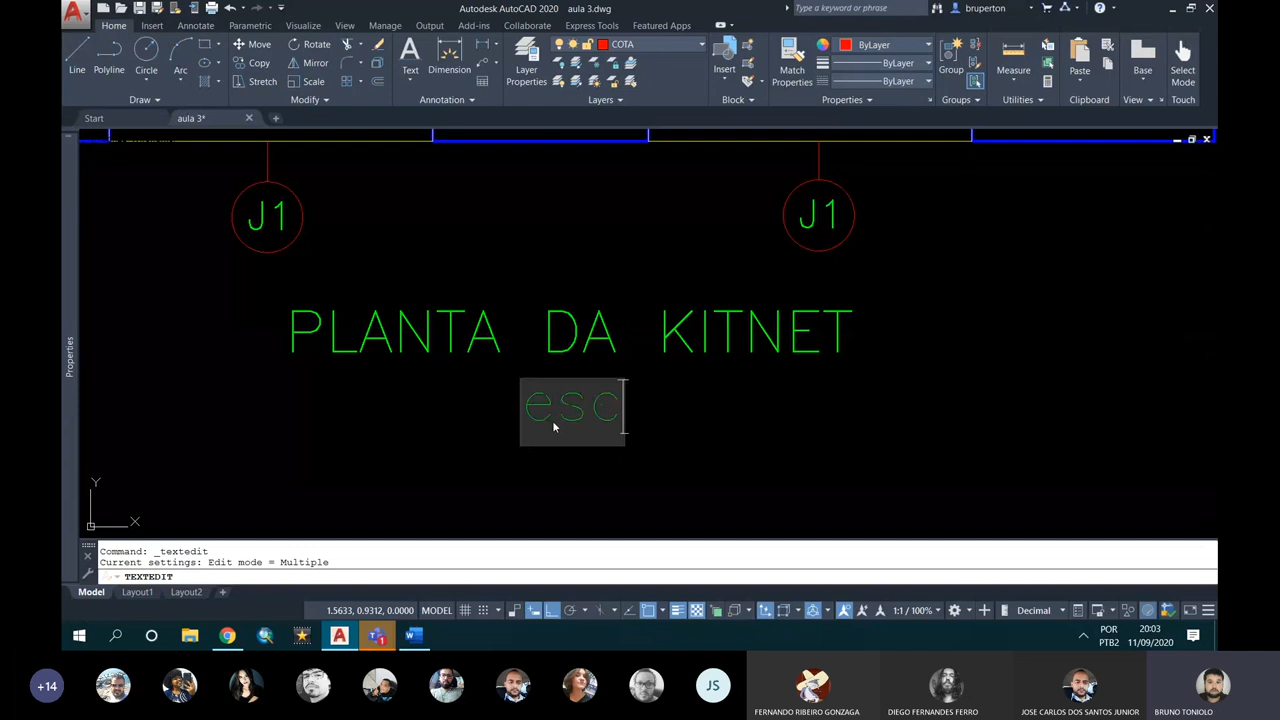 Autodesk AutoCAD 2020 aula 3.dwg
Type a keyword or phrase
bruperton
Home Insert Annotate Parametric View Manage Output Add-ins Collaborate Express Tools Featured Apps
Line
Polyline
Circle
Arc
Draw
Move Rotate
Copy Mirror
Stretch Scale
Modify
Text
Dimension
Annotation
Layer
Properties
COTA
Layers
Insert
Block
Match
Properties
ByLayer
ByLayer
ByLayer
Properties
Group
Groups
Measure
Utilities
Paste
Clipboard
Base
View
Select
Mode
Touch
Start
aula 3*
J1 J1
PLANTA DA KITNET
esc
Properties
Y
X
Command: _textedit
Current settings: Edit mode = Multiple
TEXTEDIT
Model Layout1 Layout2 +
1.5633, 0.9312, 0.0000 MODEL 1:1 / 100% Decimal
POR
PTB2
20:03
11/09/2020
1
+14
JS
FERNANDO RIBEIRO GONZAGA
DIEGO FERNANDES FERRO
JOSE CARLOS DOS SANTOS JUNIOR
BRUNO TONIOLO